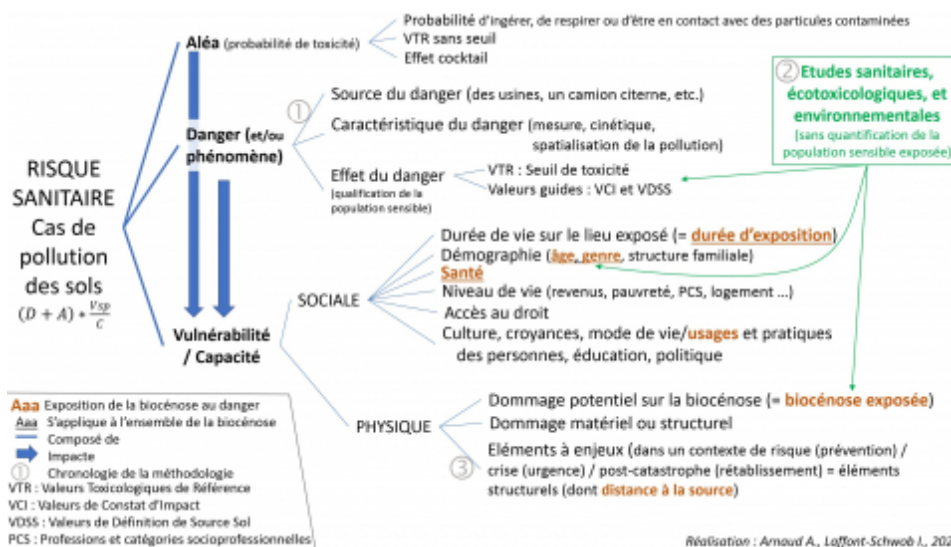 Probabilité d'ingérer, de respirer ou d'être en contact avec des particules contaminées
Aléa (probabilité de toxicité)
VTR sans seuil
Effet cocktail
① Source du danger (des usines, un camion citerne, etc.)
Danger (et/ou
phénomène)
Caractéristique du danger (mesure, cinétique,
spatialisation de la pollution)
Effet du danger
(qualification de la
population sensible)
VTR : Seuil de toxicité
Valeurs guides : VCI et VDSS
② Etudes sanitaires,
écotoxicologiques, et
environnementales
(sans quantification de la
population sensible exposée)
RISQUE
SANITAIRE
Cas de
pollution
des sols
(D + A) * Vsp/C
Vulnérabilité
/ Capacité
SOCIALE
Durée de vie sur le lieu exposé (= durée d'exposition)
Démographie (âge, genre, structure familiale)
Santé
Niveau de vie (revenus, pauvreté, PCS, logement ...)
Accès au droit
Culture, croyances, mode de vie/usages et pratiques
des personnes, éducation, politique
PHYSIQUE
Dommage potentiel sur la biocénose (= biocénose exposée)
Dommage matériel ou structurel
③ Eléments à enjeux (dans un contexte de risque (prévention) /
crise (urgence) / post-catastrophe (rétablissement) = éléments
structurels (dont distance à la source)
Aaa Exposition de la biocénose au danger
Aaa S'applique à l'ensemble de la biocénose
Composé de
Impacte
① Chronologie de la méthodologie
VTR : Valeurs Toxicologiques de Référence
VCI : Valeurs de Constat d'Impact
VDSS : Valeurs de Définition de Source Sol
PCS : Professions et catégories socioprofessionnelles
Réalisation : Arnaud A., Laffont-Schwob I.,